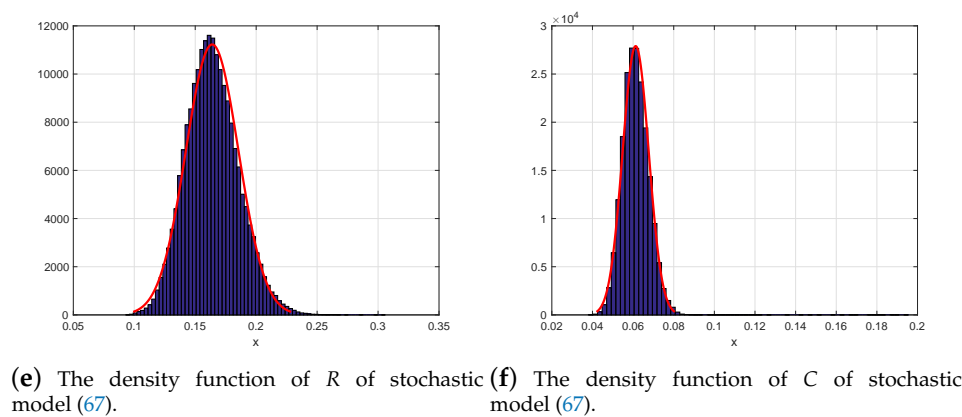 12000
10000
8000
6000
4000
2000
0
0.05 0.1 0.15 0.2 0.25 0.3 0.35
x
× 10⁴
3
2.5
2
1.5
1
0.5
0
0.02 0.04 0.06 0.08 0.1 0.12 0.14 0.16 0.18 0.2
x
(e) The density function of R of stochastic
model (67).
(f) The density function of C of stochastic
model (67).